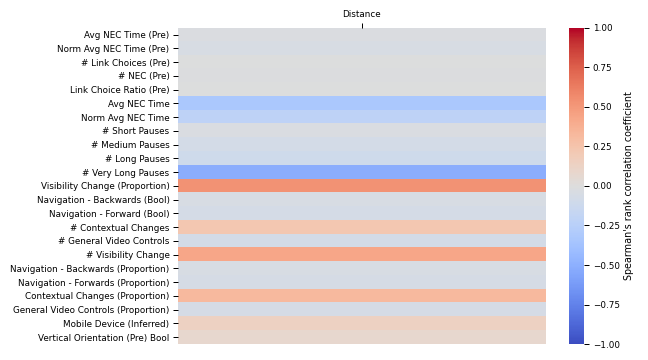 Distance
Avg NEC Time (Pre)
Norm Avg NEC Time (Pre)
# Link Choices (Pre)
# NEC (Pre)
Link Choice Ratio (Pre)
Avg NEC Time
Norm Avg NEC Time
# Short Pauses
# Medium Pauses
# Long Pauses
# Very Long Pauses
Visibility Change (Proportion)
Navigation - Backwards (Bool)
Navigation - Forward (Bool)
# Contextual Changes
# General Video Controls
# Visibility Change
Navigation - Backwards (Proportion)
Navigation - Forwards (Proportion)
Contextual Changes (Proportion)
General Video Controls (Proportion)
Mobile Device (Inferred)
Vertical Orientation (Pre) Bool
1.00
0.75
0.50
0.25
0.00
−0.25
−0.50
−0.75
−1.00
Spearman's rank correlation coefficient